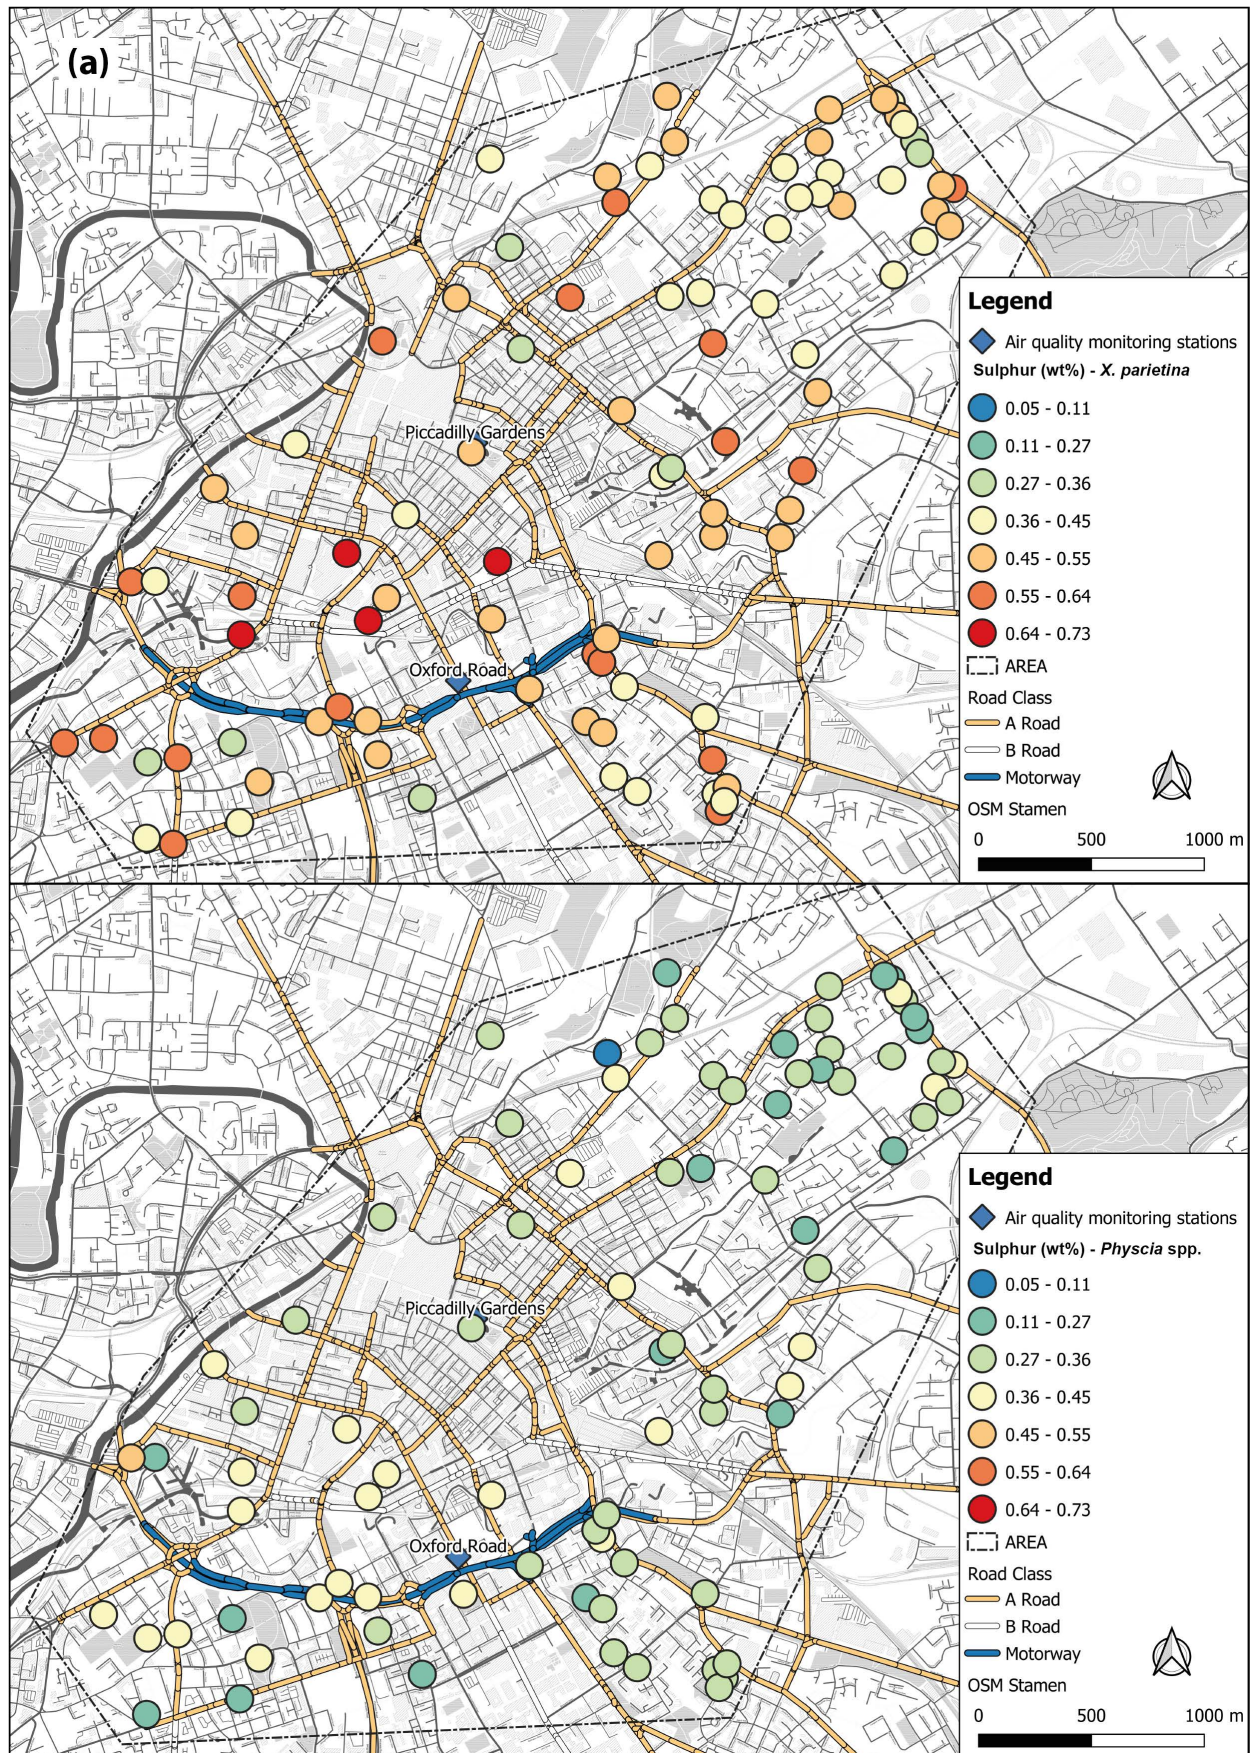 (a)
Piccadilly Gardens
Oxford Road
Legend
Air quality monitoring stations
Sulphur (wt%) - X. parietina
0.05 - 0.11
0.11 - 0.27
0.27 - 0.36
0.36 - 0.45
0.45 - 0.55
0.55 - 0.64
0.64 - 0.73
AREA
Road Class
A Road
B Road
Motorway
OSM Stamen
0 500 1000 m
Piccadilly Gardens
Oxford Road
Legend
Air quality monitoring stations
Sulphur (wt%) - Physcia spp.
0.05 - 0.11
0.11 - 0.27
0.27 - 0.36
0.36 - 0.45
0.45 - 0.55
0.55 - 0.64
0.64 - 0.73
AREA
Road Class
A Road
B Road
Motorway
OSM Stamen
0 500 1000 m